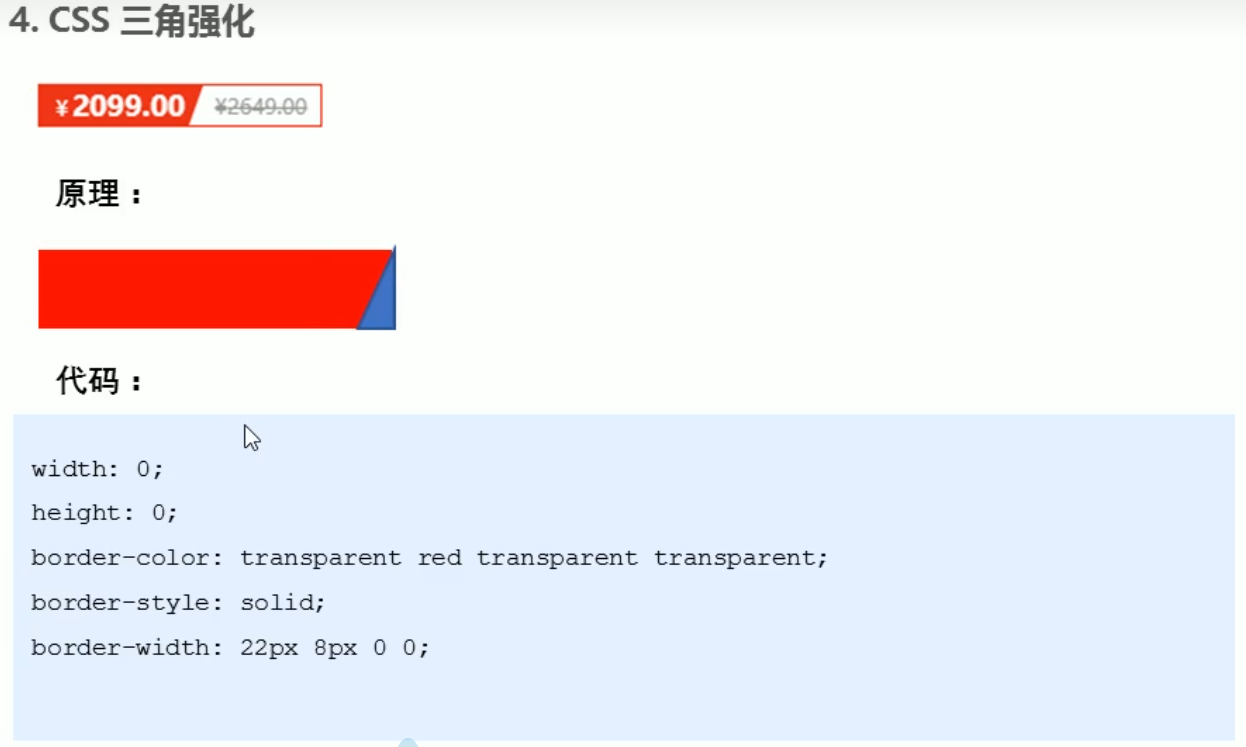 4. CSS 三角强化
¥2099.00 ¥2649.00
原理：
代码：
width: 0;
height: 0;
border-color: transparent red transparent transparent;
border-style: solid;
border-width: 22px 8px 0 0;